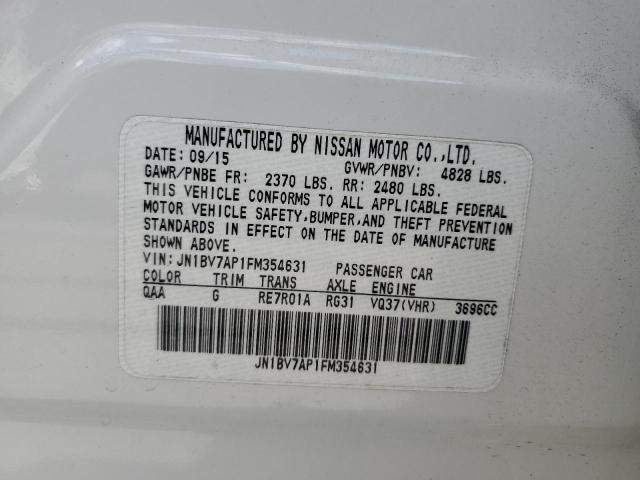 MANUFACTURED BY NISSAN MOTOR CO.,LTD.
DATE: 09/15 GVWR/PNBV: 4828 LBS.
GAWR/PNBE FR: 2370 LBS. RR: 2480 LBS.
THIS VEHICLE CONFORMS TO ALL APPLICABLE FEDERAL
MOTOR VEHICLE SAFETY,BUMPER,AND THEFT PREVENTION
STANDARDS IN EFFECT ON THE DATE OF MANUFACTURE
SHOWN ABOVE.
VIN: JN1BV7AP1FM354631 PASSENGER CAR
COLOR TRIM TRANS AXLE ENGINE
QAA G RE7R01A RG31 VQ37(VHR) 3696CC
JN1BV7AP1FM354631